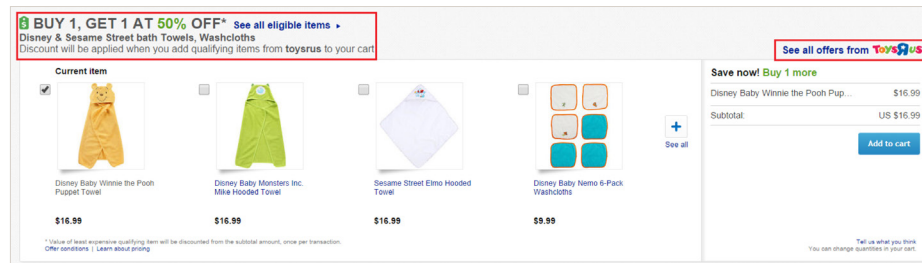 BUY 1, GET 1 AT 50% OFF* See all eligible items ▸
Disney & Sesame Street bath Towels, Washcloths
Discount will be applied when you add qualifying items from toysrus to your cart
See all offers from ToysRUs
Current item
Save now! Buy 1 more
Disney Baby Winnie the Pooh Pup... $16.99
Subtotal: US $16.99
Add to cart
+
See all
Disney Baby Winnie the Pooh
Puppet Towel
$16.99
Disney Baby Monsters Inc.
Mike Hooded Towel
$16.99
Sesame Street Elmo Hooded
Towel
$16.99
Disney Baby Nemo 6-Pack
Washcloths
$9.99
* Value of least expensive qualifying item will be discounted from the subtotal amount, once per transaction.
Offer conditions | Learn about pricing
Tell us what you think
You can change quantities in your cart.